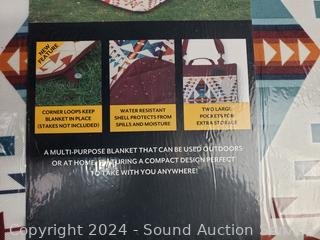 NEW
FEATURE
CORNER LOOPS KEEP
BLANKET IN PLACE
(STAKES NOT INCLUDED)
WATER RESISTANT
SHELL PROTECTS FROM
SPILLS AND MOISTURE
TWO LARGE
POCKETS FOR
EXTRA STORAGE
A MULTI-PURPOSE BLANKET THAT CAN BE USED OUTDOORS
OR AT HOME, FEATURING A COMPACT DESIGN PERFECT
TO TAKE WITH YOU ANYWHERE!
Copyright 2024 - Sound Auction Serv